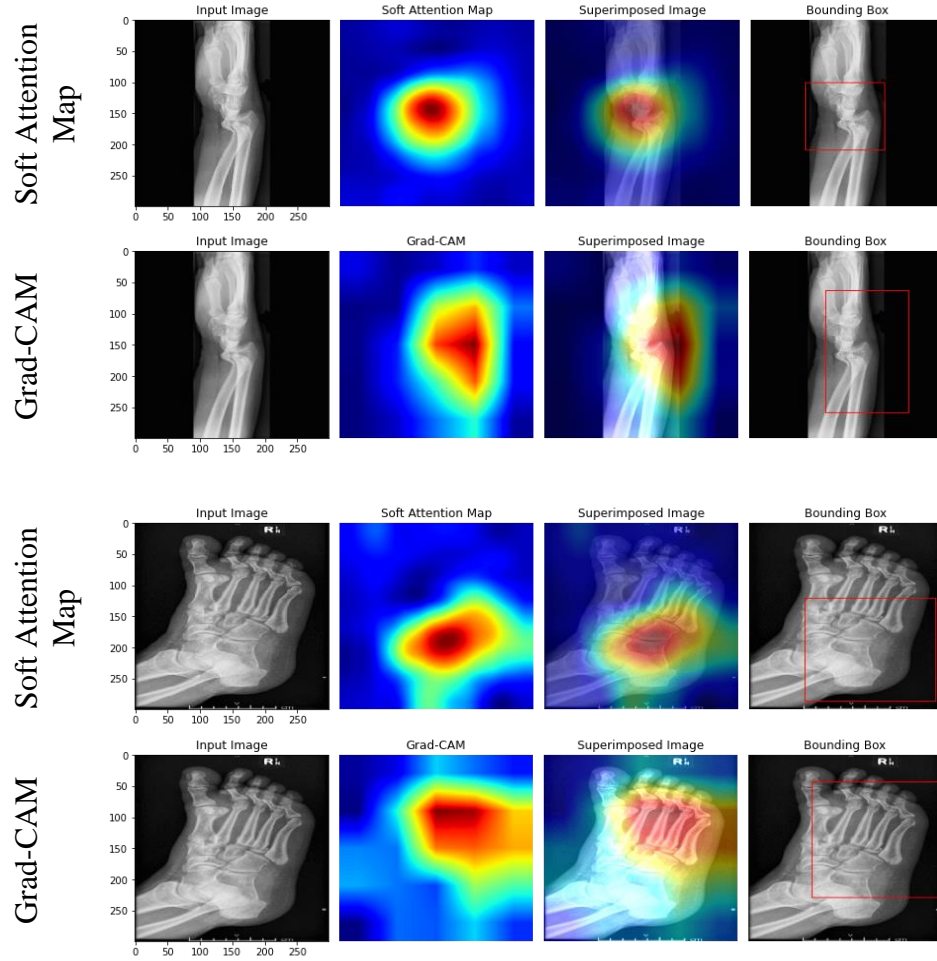 Soft Attention
Map
Input Image
Soft Attention Map
Superimposed Image
Bounding Box
0
50
100
150
200
250
0 50 100 150 200 250
Grad-CAM
Input Image
Grad-CAM
Superimposed Image
Bounding Box
0
50
100
150
200
250
0 50 100 150 200 250
Soft Attention
Map
Input Image
Soft Attention Map
Superimposed Image
Bounding Box
0
50
100
150
200
250
0 50 100 150 200 250
R
R
R
cm
Grad-CAM
Input Image
Grad-CAM
Superimposed Image
Bounding Box
0
50
100
150
200
250
0 50 100 150 200 250
R
R
R
cm